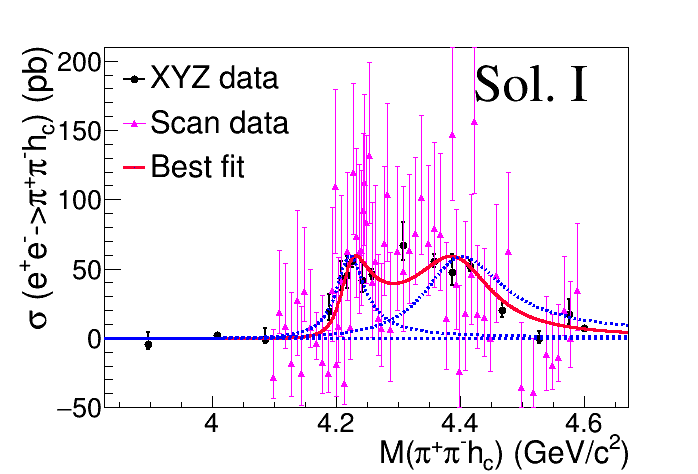 σ (e⁺e⁻->π⁺π⁻h_c) (pb)
200
150
100
50
0
−50
XYZ data
Scan data
Best fit
Sol. I
4 4.2 4.4 4.6
M(π⁺π⁻h_c) (GeV/c²)